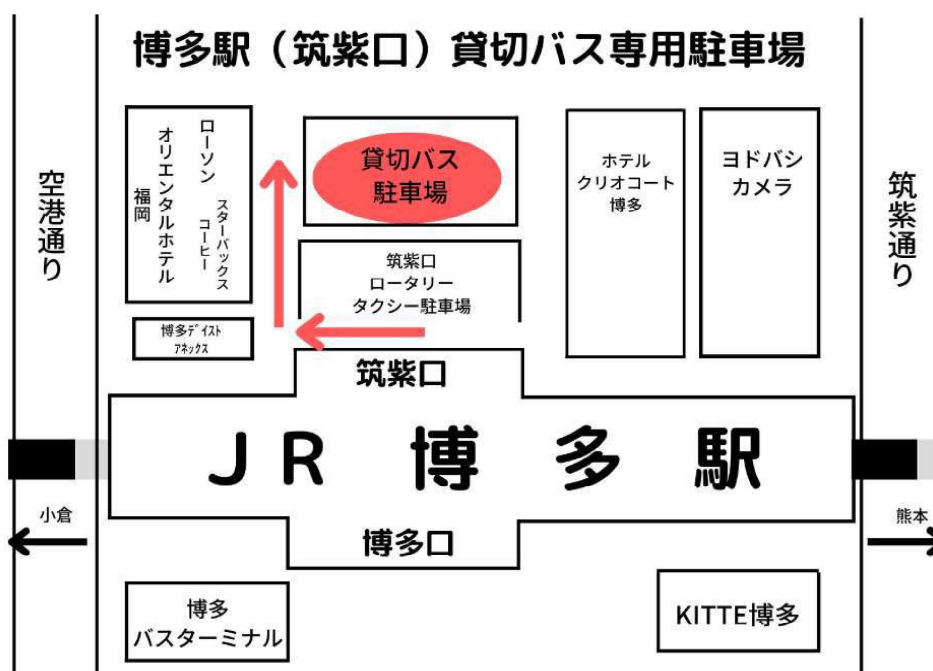 博多駅（筑紫口）貸切バス専用駐車場
空港通り
ローソン
スターバックス
コーヒー
オリエンタルホテル
福岡
貸切バス
駐車場
ホテル
クリオコート
博多
ヨドバシ
カメラ
筑紫通り
筑紫口
ロータリー
タクシー駐車場
博多ﾃﾞｲｽﾄ
ｱﾈｯｸｽ
筑紫口
JR 博多駅
小倉
熊本
博多口
博多
バスターミナル
KITTE博多